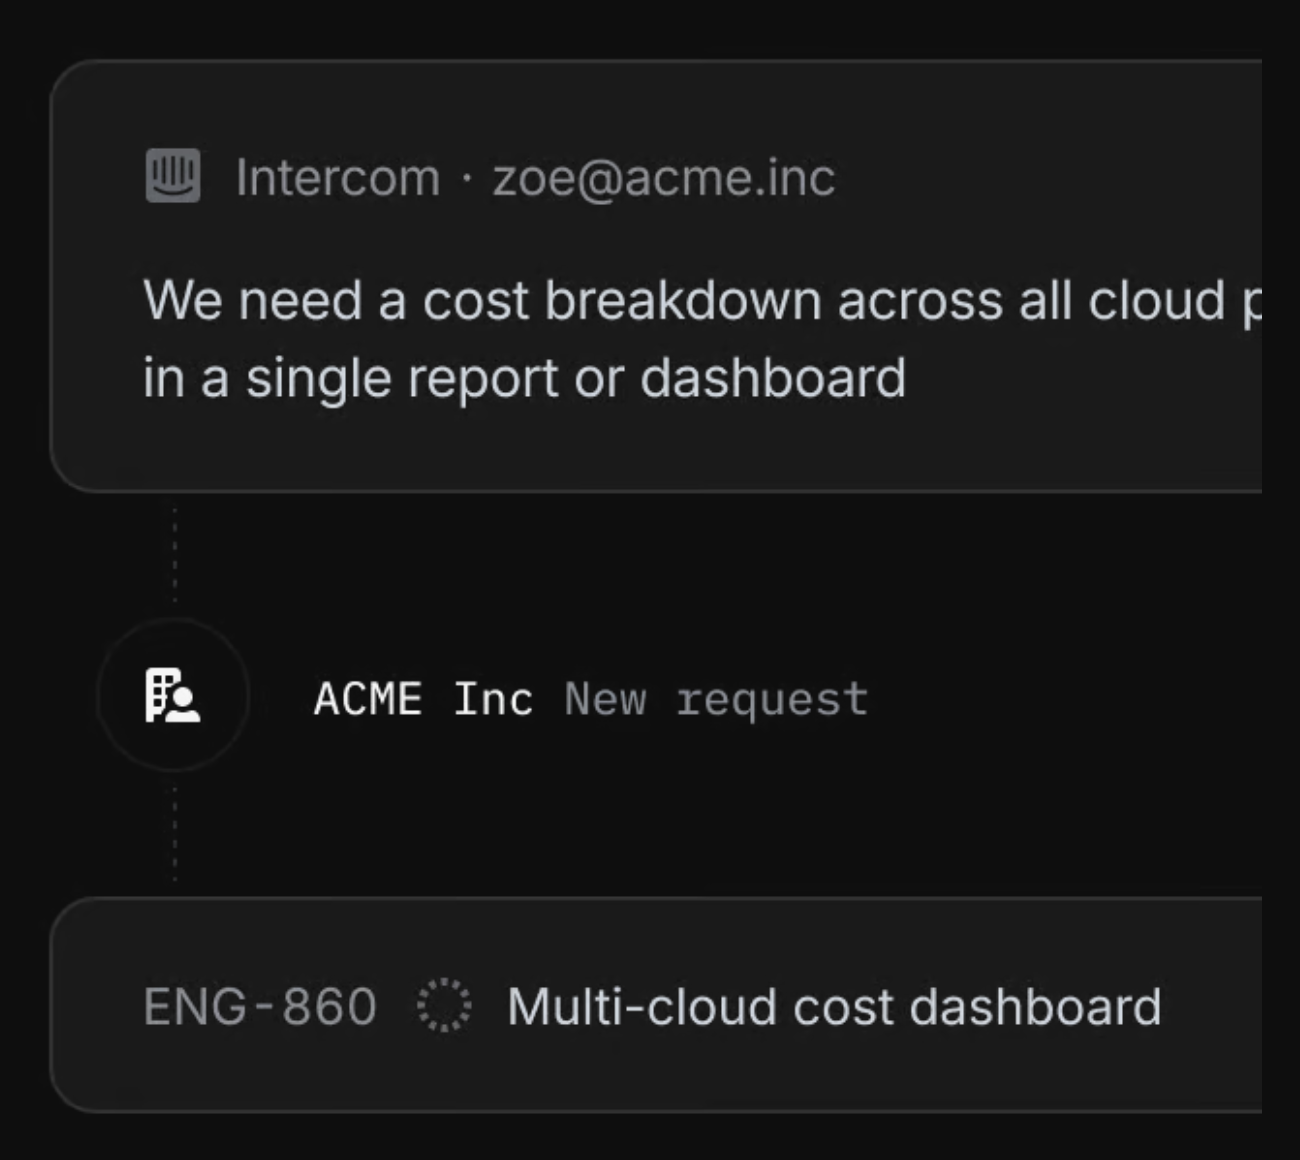 Intercom · zoe@acme.inc
We need a cost breakdown across all cloud
in a single report or dashboard
ACME Inc New request
ENG-860 Multi-cloud cost dashboard